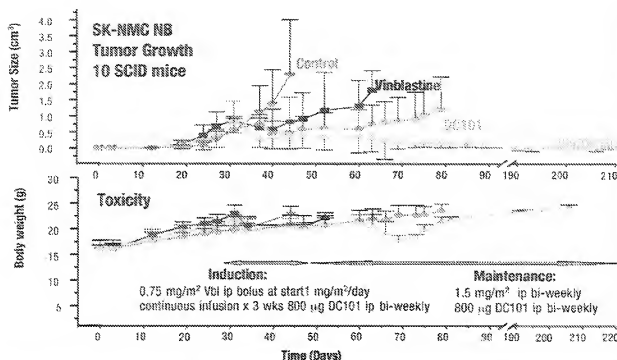 SK-NMC NB
Tumor Growth
10 SCID mice
Tumor Size (cm³)
4.0
3.5
3.0
2.5
2.0
1.5
1.0
0.5
0.0
Control
Vinblastine
DC101
0 10 20 30 40 50 60 70 80 90 190 200 210
Body weight (g)
30
25
20
15
10
5
Toxicity
Induction:
0.75 mg/m² Vbl ip bolus at start1 mg/m²/day
continuous infusion x 3 wks 800 µg DC101 ip bi-weekly
Maintenance:
1.5 mg/m² ip bi-weekly
800 µg DC101 ip bi-weekly
0 10 20 30 40 50 60 70 80 90 190 200 210 220
Time (Days)